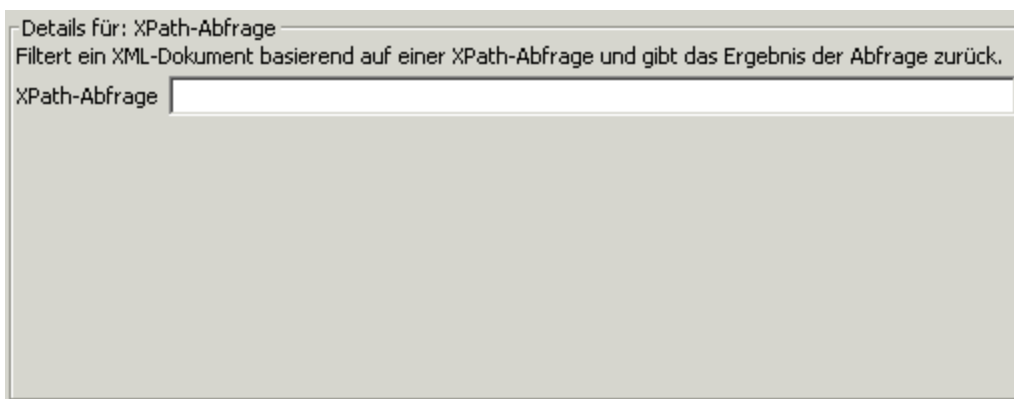 Details für: XPath-Abfrage
Filtert ein XML-Dokument basierend auf einer XPath-Abfrage und gibt das Ergebnis der Abfrage zurück.
XPath-Abfrage